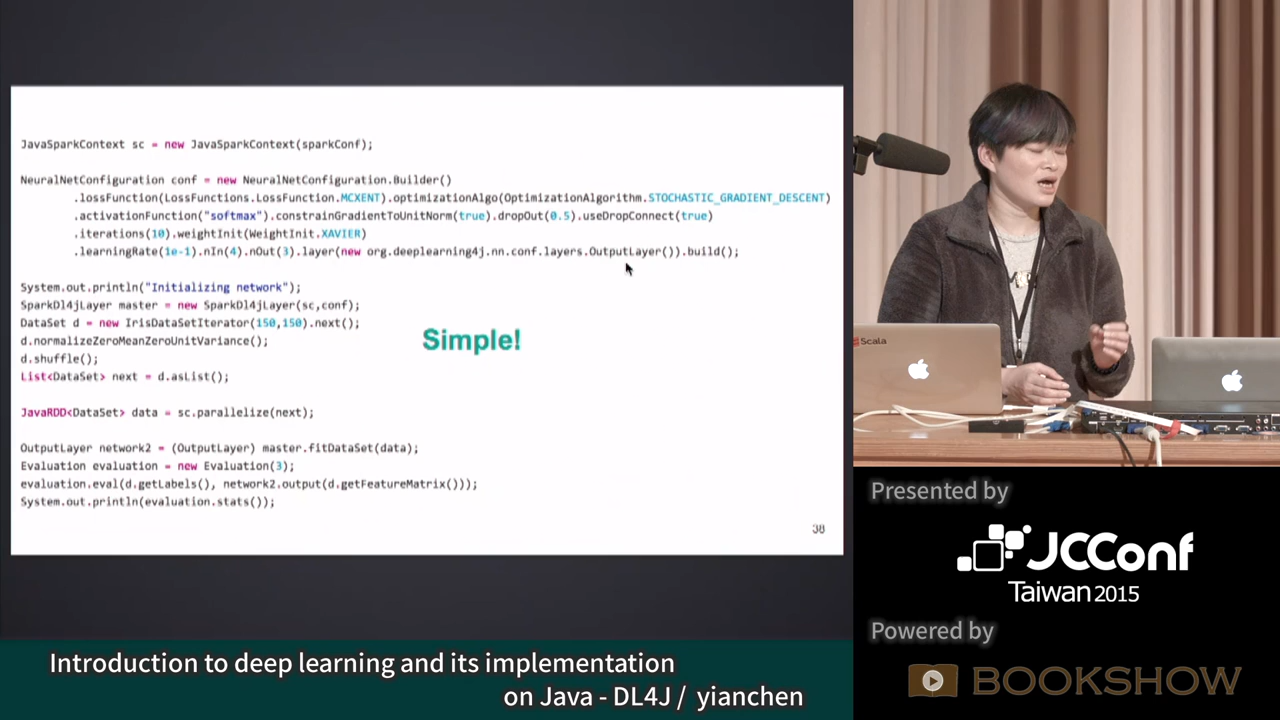 JavaSparkContext sc = new JavaSparkContext(sparkConf);
NeuralNetConfiguration conf = new NeuralNetConfiguration.Builder()
.lossFunction(LossFunctions.LossFunction.MCXENT).optimizationAlgo(OptimizationAlgorithm.STOCHASTIC_GRADIENT_DESCENT)
.activationFunction("softmax").constrainGradientToUnitNorm(true).dropOut(0.5).useDropConnect(true)
.iterations(10).weightInit(WeightInit.XAVIER)
.learningRate(1e-1).nIn(4).nOut(3).layer(new org.deeplearning4j.nn.conf.layers.OutputLayer()).build();
System.out.println("Initializing network");
SparkDl4jLayer master = new SparkDl4jLayer(sc,conf);
DataSet d = new IrisDataSetIterator(150,150).next();
d.normalizeZeroMeanZeroUnitVariance();
d.shuffle();
List<DataSet> next = d.asList();
Simple!
JavaRDD<DataSet> data = sc.parallelize(next);
OutputLayer network2 = (OutputLayer) master.fitDataSet(data);
Evaluation evaluation = new Evaluation(3);
evaluation.eval(d.getLabels(), network2.output(d.getFeatureMatrix()));
System.out.println(evaluation.stats());
38
Scala
Presented by
JCConf
Taiwan 2015
Powered by
BOOKSHOW
Introduction to deep learning and its implementation
on Java - DL4J / yianchen